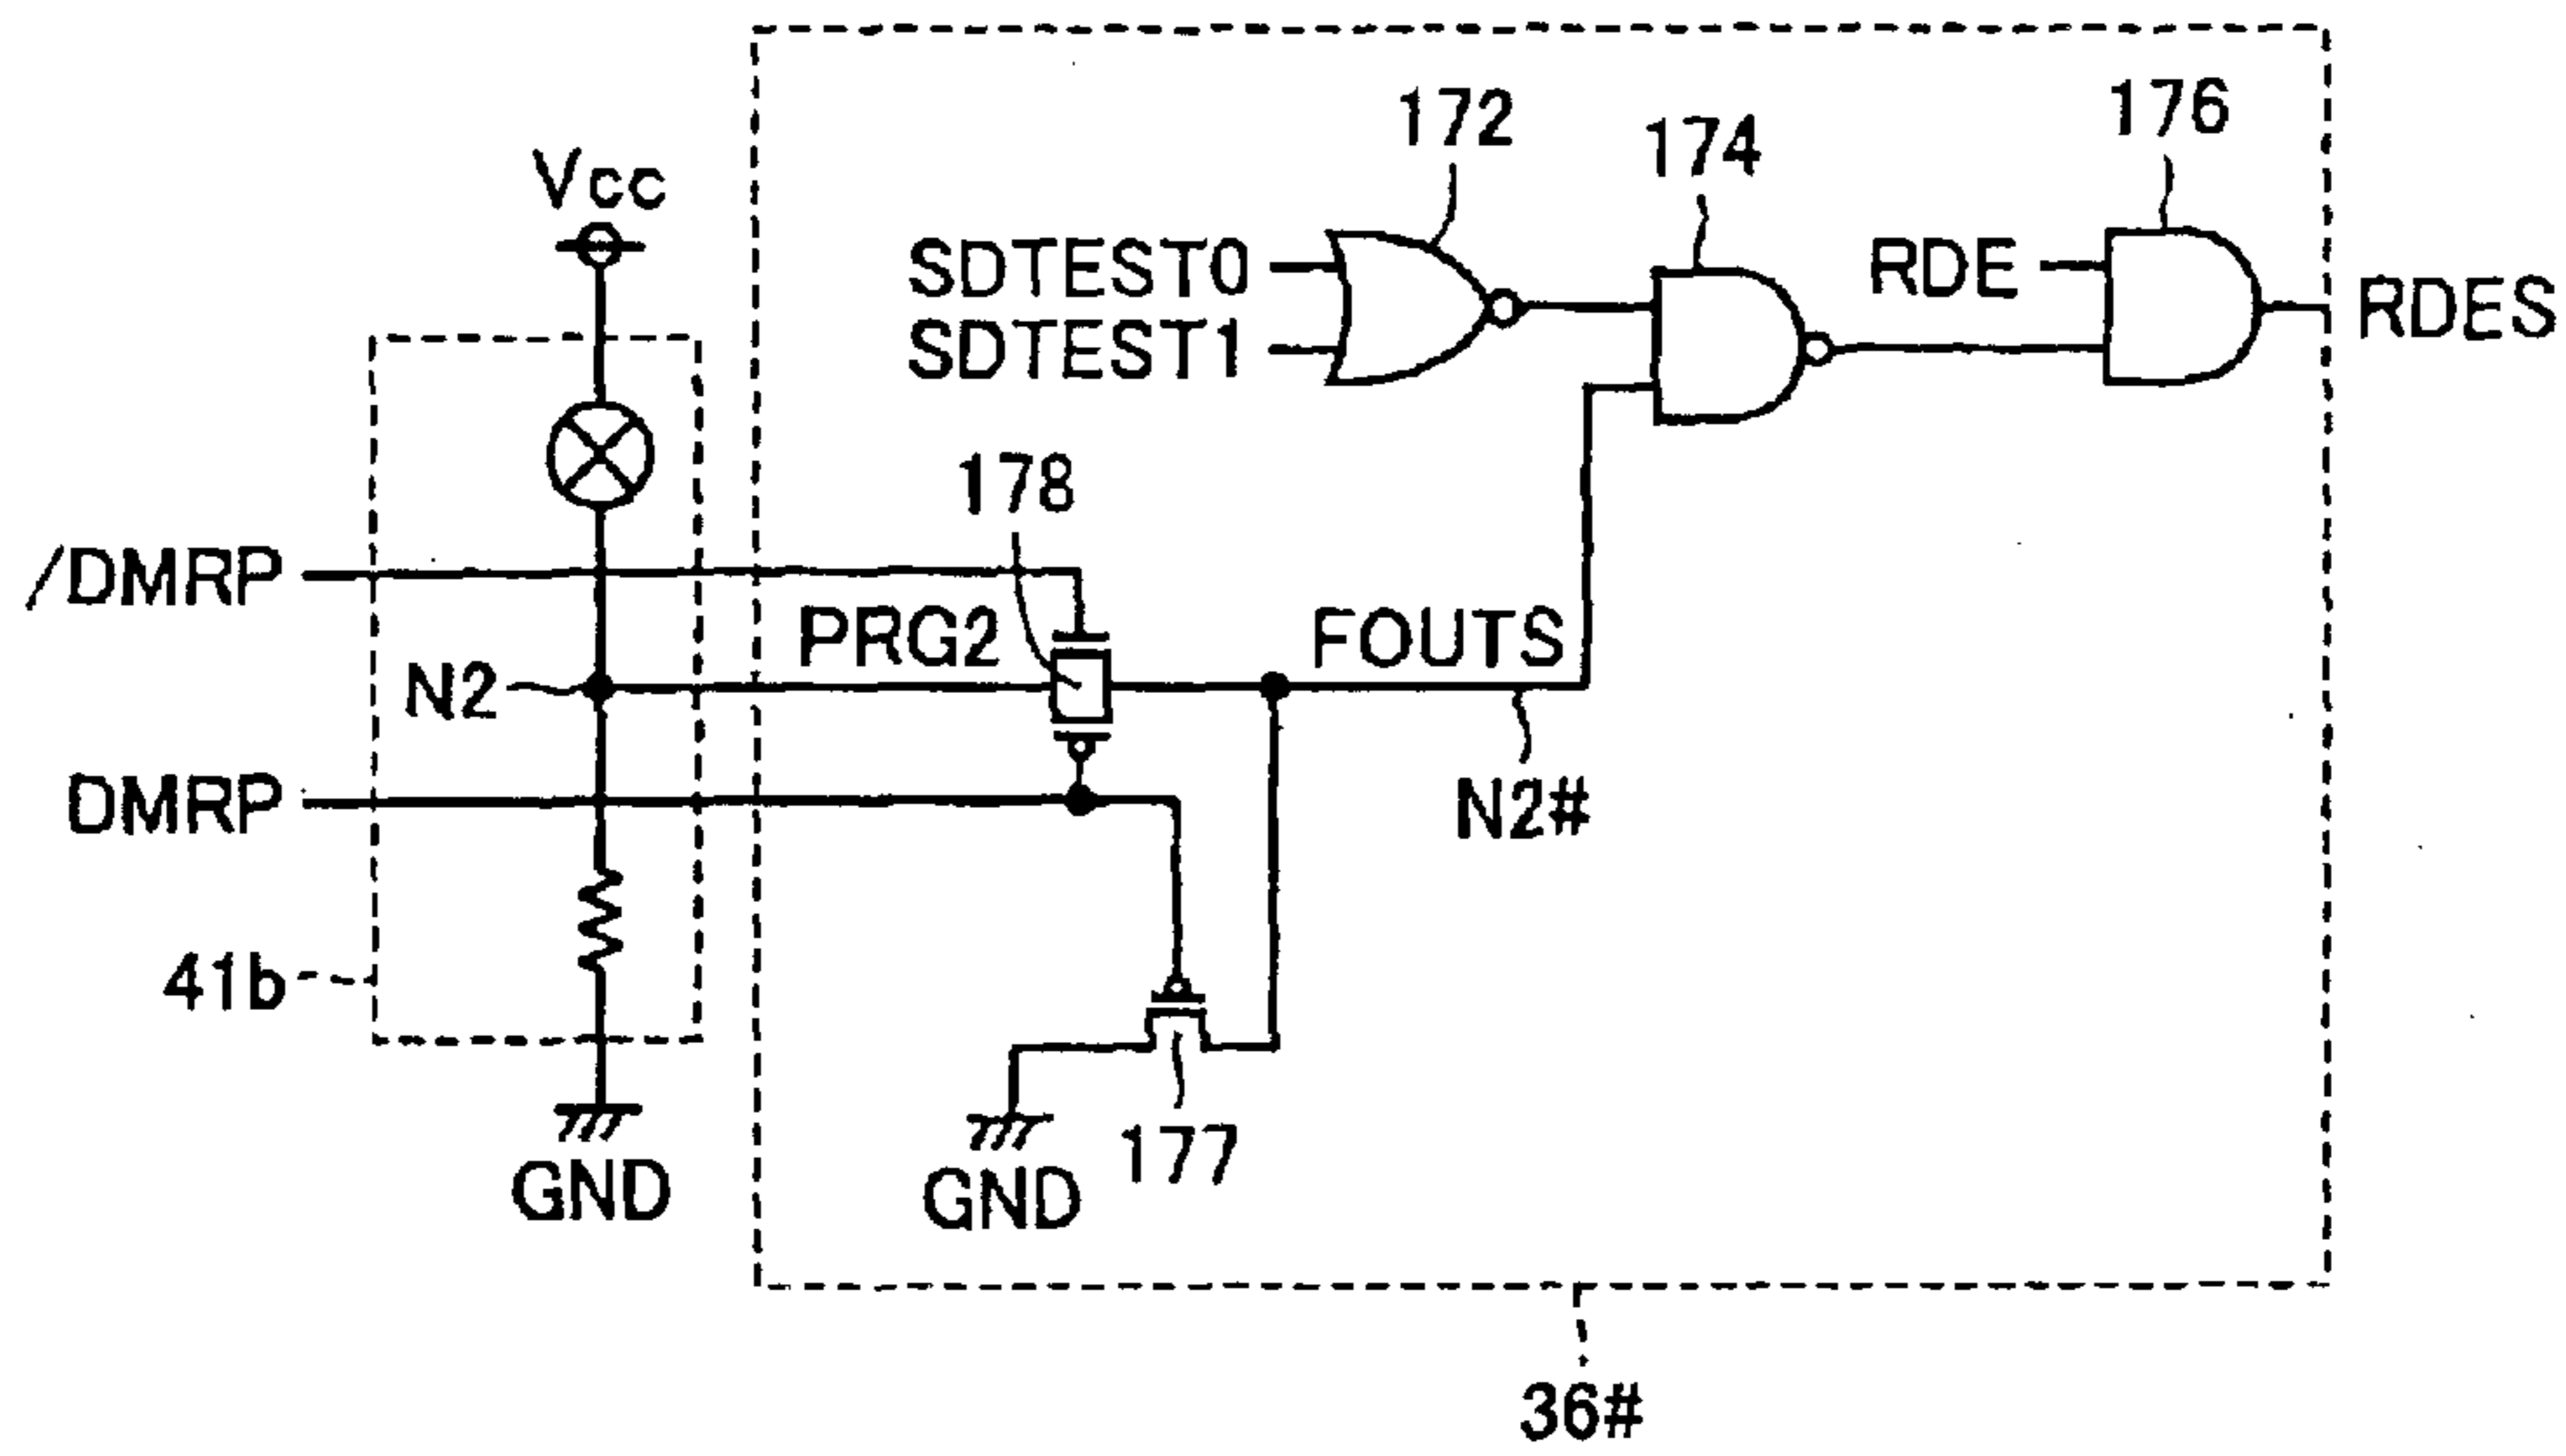 172
174
176
Vcc
SDTEST0
SDTEST1
RDE
RDES
178
/DMRP
PRG2
FOUTS
N2
DMRP
N2#
41b
177
GND
GND
36#